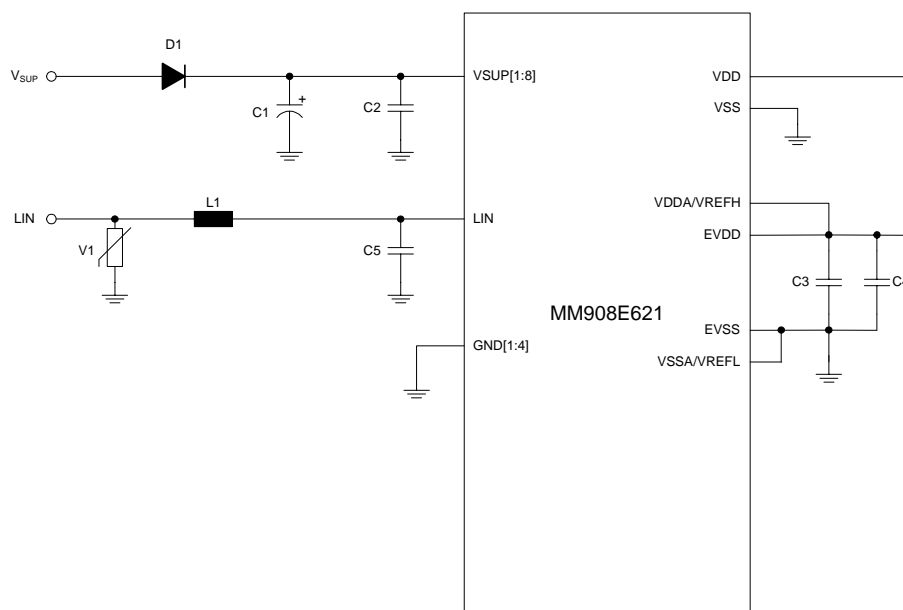 D1
VSUP
VSUP[1:8]
VDD
C1
+
C2
VSS
LIN
L1
LIN
VDDA/VREFH
V1
C5
EVDD
C3
MM908E621
EVSS
GND[1:4]
VSSA/VREFL